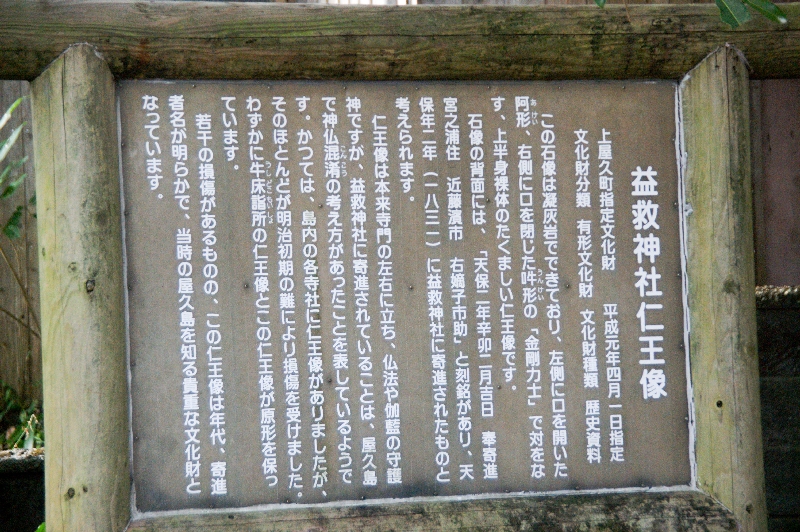 益救神社仁王像
上屋久町指定文化財　平成元年四月一日指定
文化財分類　有形文化財　文化財種類　歴史資料
この石像は凝灰岩でできており、左側に口を開いた
阿形、右側に口を閉じた吽形の「金剛力士」で対をな
す、上半身裸体のたくましい仁王像です。
石像の背面には、「天保二年辛卯二月吉日　奉寄進
宮之浦住　近藤濱市　右嫡子市助」と刻銘があり、天
保年二年（一八三一）に益救神社に寄進されたものと
考えられます。
仁王像は本来寺門の左右に立ち、仏法や伽藍の守護
神ですが、益救神社に寄進されていることは、屋久島
で神仏混淆の考え方があったことを表しているようで
す。かつては、島内の各寺社に仁王像がありましたが、
そのほとんどが明治初期の難により損傷を受けました。
わずかに牛床詣所の仁王像とこの仁王像が原形を保っ
ています。
若干の損傷があるものの、この仁王像は年代、寄進
者名が明らかで、当時の屋久島を知る貴重な文化財と
なっています。